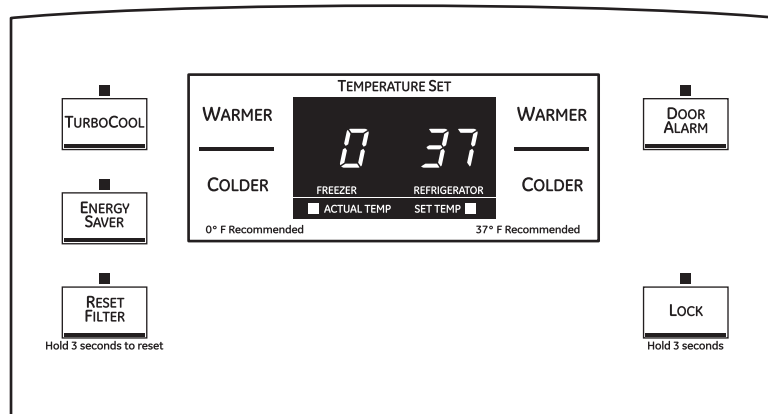 TEMPERATURE SET
TURBOCOOL
WARMER
WARMER
DOOR
ALARM
0 37
COLDER
COLDER
FREEZER REFRIGERATOR
ACTUAL TEMP SET TEMP
0° F Recommended 37° F Recommended
ENERGY
SAVER
RESET
FILTER
Hold 3 seconds to reset
LOCK
Hold 3 seconds